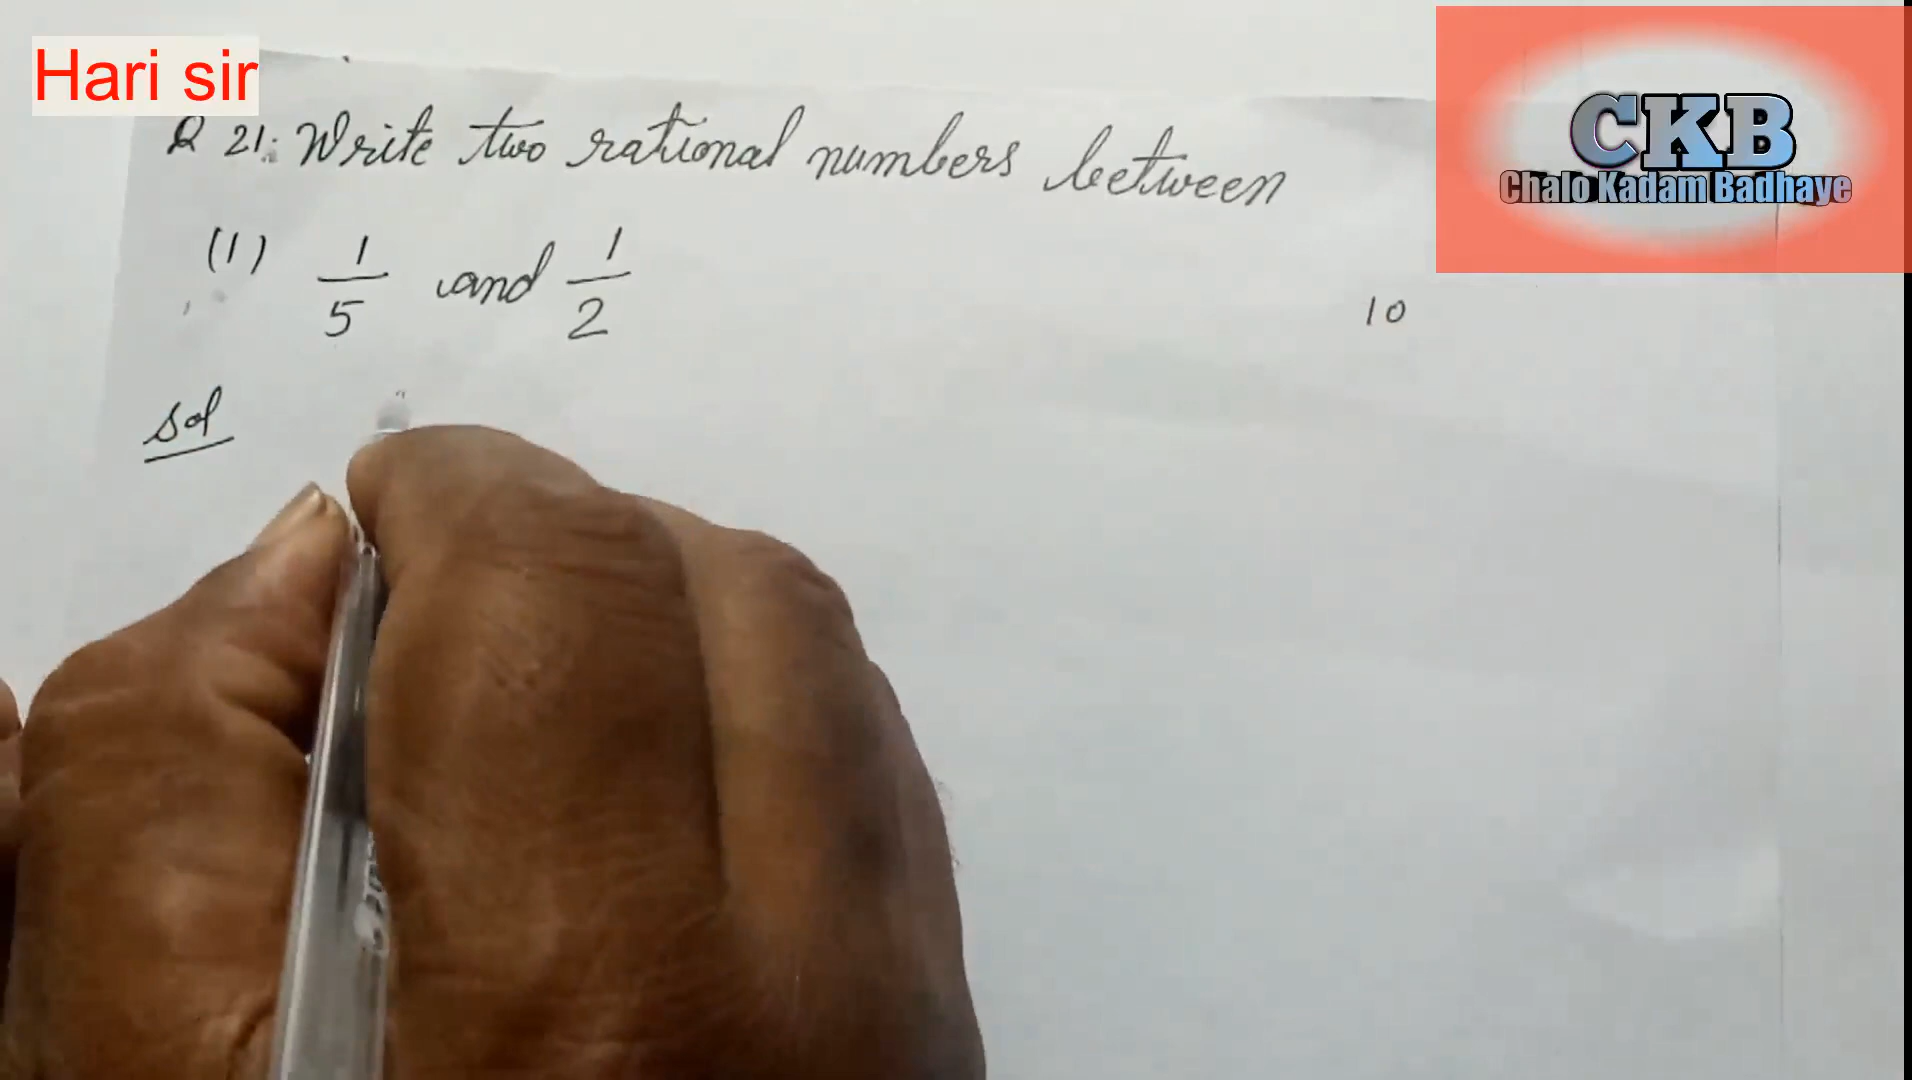 Hari sir
CKB
Chalo Kadam Badhaye
Q 21. Write two rational numbers between
(1) 1/5 and 1/2
10
Sol